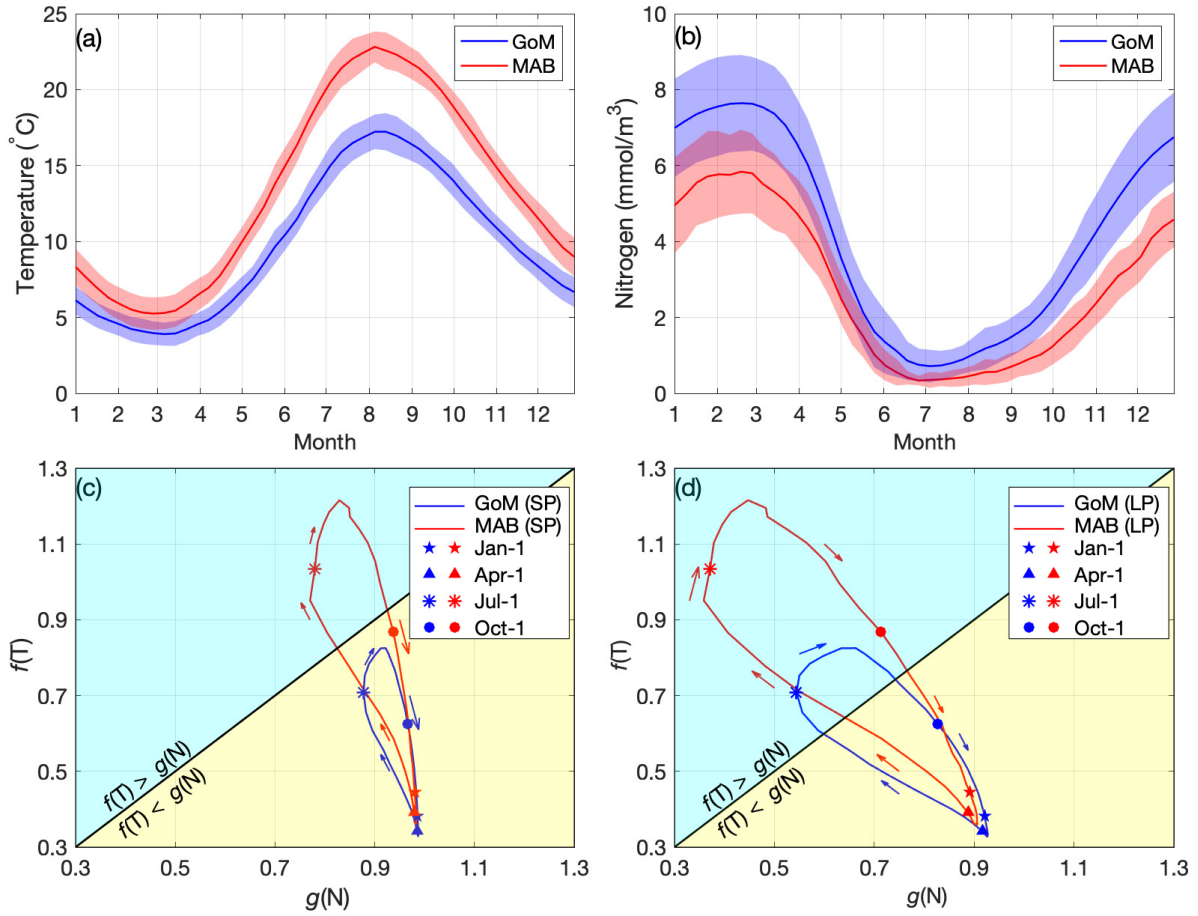 (a)
GoM
MAB
Temperature (°C)
25
20
15
10
5
0
1 2 3 4 5 6 7 8 9 10 11 12
Month
(b)
GoM
MAB
Nitrogen (mmol/m³)
10
8
6
4
2
0
1 2 3 4 5 6 7 8 9 10 11 12
Month
(c)
GoM (SP)
MAB (SP)
Jan-1
Apr-1
Jul-1
Oct-1
f(T)
1.3
1.1
0.9
0.7
0.5
0.3
f(T) > g(N)
f(T) < g(N)
0.3 0.5 0.7 0.9 1.1 1.3
g(N)
(d)
GoM (LP)
MAB (LP)
Jan-1
Apr-1
Jul-1
Oct-1
f(T)
1.3
1.1
0.9
0.7
0.5
0.3
f(T) > g(N)
f(T) < g(N)
0.3 0.5 0.7 0.9 1.1 1.3
g(N)